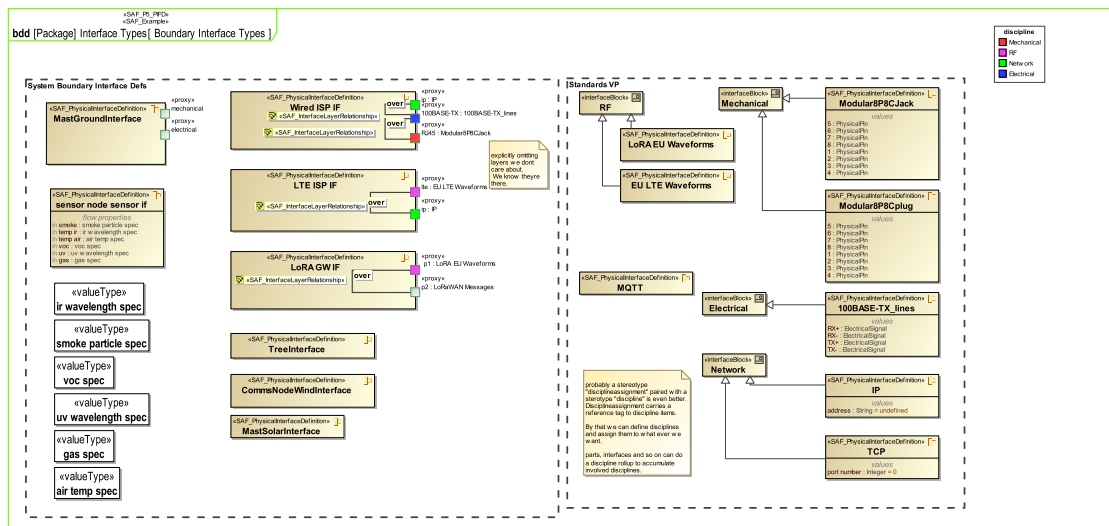 «SAF_P5_PIFD»
«SAF_Example»
bdd [Package] Interface Types[ Boundary Interface Types ]
discipline
Mechanical
RF
Network
Electrical
System Boundary Interface Defs
«SAF_PhysicalInterfaceDefinition»
MastGroundInterface
«proxy»
mechanical
«proxy»
electrical
«SAF_PhysicalInterfaceDefinition»
sensor node sensor if
flow properties
in smoke : smoke particle spec
in temp ir : ir wavelength spec
in temp air : air temp spec
in voc : voc spec
in uv : uv wavelength spec
in gas : gas spec
«valueType»
ir wavelength spec
«valueType»
smoke particle spec
«valueType»
voc spec
«valueType»
uv wavelength spec
«valueType»
gas spec
«valueType»
air temp spec
«SAF_PhysicalInterfaceDefinition»
Wired ISP IF
«SAF_InterfaceLayerRelationship»
«SAF_InterfaceLayerRelationship»
over
over
«proxy»
ip : IP
«proxy»
100BASE-TX : 100BASE-TX_lines
«proxy»
RJ45 : Modular8P8CJack
explicitly omitting
layers we dont
care about.
We know theyre
there.
«SAF_PhysicalInterfaceDefinition»
LTE ISP IF
«SAF_InterfaceLayerRelationship»
over
«proxy»
lte : EU LTE Waveforms
«proxy»
ip : IP
«SAF_PhysicalInterfaceDefinition»
LoRA GW IF
«SAF_InterfaceLayerRelationship»
over
«proxy»
p1 : LoRA EU Waveforms
«proxy»
p2 : LoRaWAN Messages
«SAF_PhysicalInterfaceDefinition»
TreeInterface
«SAF_PhysicalInterfaceDefinition»
CommsNodeWindInterface
«SAF_PhysicalInterfaceDefinition»
MastSolarInterface
Standards VP
«interfaceBlock»
RF
«SAF_PhysicalInterfaceDefinition»
LoRA EU Waveforms
«SAF_PhysicalInterfaceDefinition»
EU LTE Waveforms
«interfaceBlock»
Mechanical
«SAF_PhysicalInterfaceDefinition»
Modular8P8CJack
values
5 : PhysicalPin
6 : PhysicalPin
7 : PhysicalPin
8 : PhysicalPin
1 : PhysicalPin
2 : PhysicalPin
3 : PhysicalPin
4 : PhysicalPin
«SAF_PhysicalInterfaceDefinition»
Modular8P8Cplug
values
5 : PhysicalPin
6 : PhysicalPin
7 : PhysicalPin
8 : PhysicalPin
1 : PhysicalPin
2 : PhysicalPin
3 : PhysicalPin
4 : PhysicalPin
«SAF_PhysicalInterfaceDefinition»
MQTT
«interfaceBlock»
Electrical
«SAF_PhysicalInterfaceDefinition»
100BASE-TX_lines
values
RX+ : ElectricalSignal
RX- : ElectricalSignal
TX+ : ElectricalSignal
TX- : ElectricalSignal
«interfaceBlock»
Network
«SAF_PhysicalInterfaceDefinition»
IP
values
address : String = undefined
«SAF_PhysicalInterfaceDefinition»
TCP
values
port number : Integer = 0
probably a stereotype
"disciplineassignment" paired with a
sterotype "discipline" is even better.
Disciplineassignment carries a
reference tag to discipline items.
By that we can define disciplines
and assign them to what ever we
want.
parts, interfaces and so on can do
a discipline rollup to accumulate
involved disciplines.